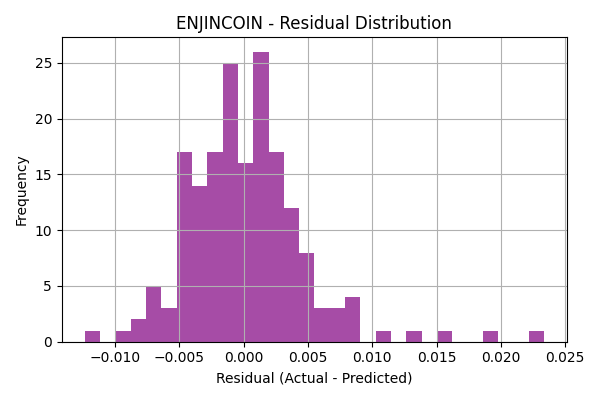 ENJINCOIN - Residual Distribution
Frequency
25
20
15
10
5
0
−0.010 −0.005 0.000 0.005 0.010 0.015 0.020 0.025
Residual (Actual - Predicted)